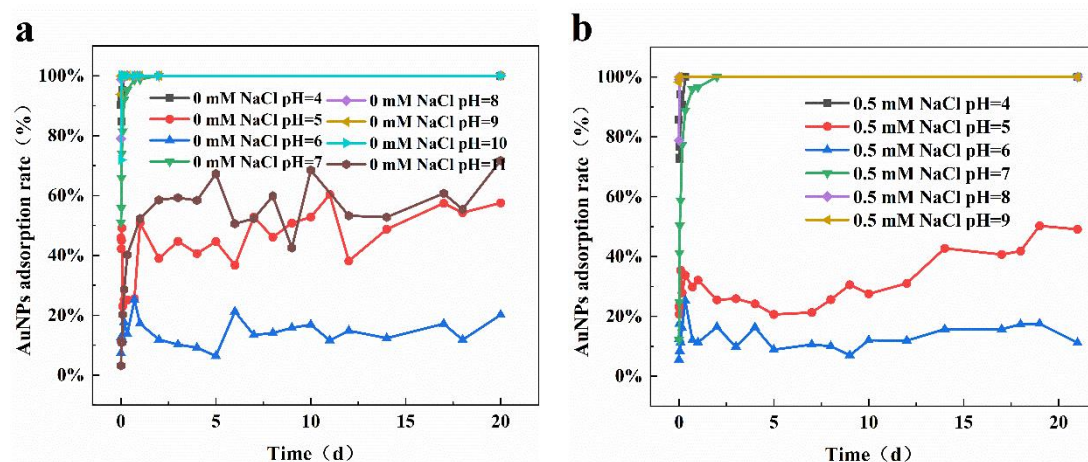 a
AuNPs adsorption rate (%)
100%
80%
60%
40%
20%
0%
0 mM NaCl pH=4
0 mM NaCl pH=5
0 mM NaCl pH=6
0 mM NaCl pH=7
0 mM NaCl pH=8
0 mM NaCl pH=9
0 mM NaCl pH=10
0 mM NaCl pH=11
0 5 10 15 20
Time (d)
b
AuNPs adsorption rate (%)
100%
80%
60%
40%
20%
0%
0.5 mM NaCl pH=4
0.5 mM NaCl pH=5
0.5 mM NaCl pH=6
0.5 mM NaCl pH=7
0.5 mM NaCl pH=8
0.5 mM NaCl pH=9
0 5 10 15 20
Time (d)